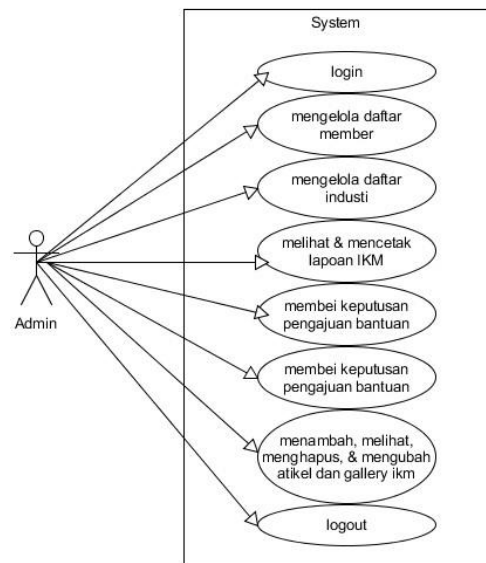 System
login
mengelola daftar
member
mengelola daftar
industi
melihat & mencetak
lapoan IKM
Admin
membei keputusan
pengajuan bantuan
membei keputusan
pengajuan bantuan
menambah, melihat,
menghapus, & mengubah
atikel dan gallery ikm
logout